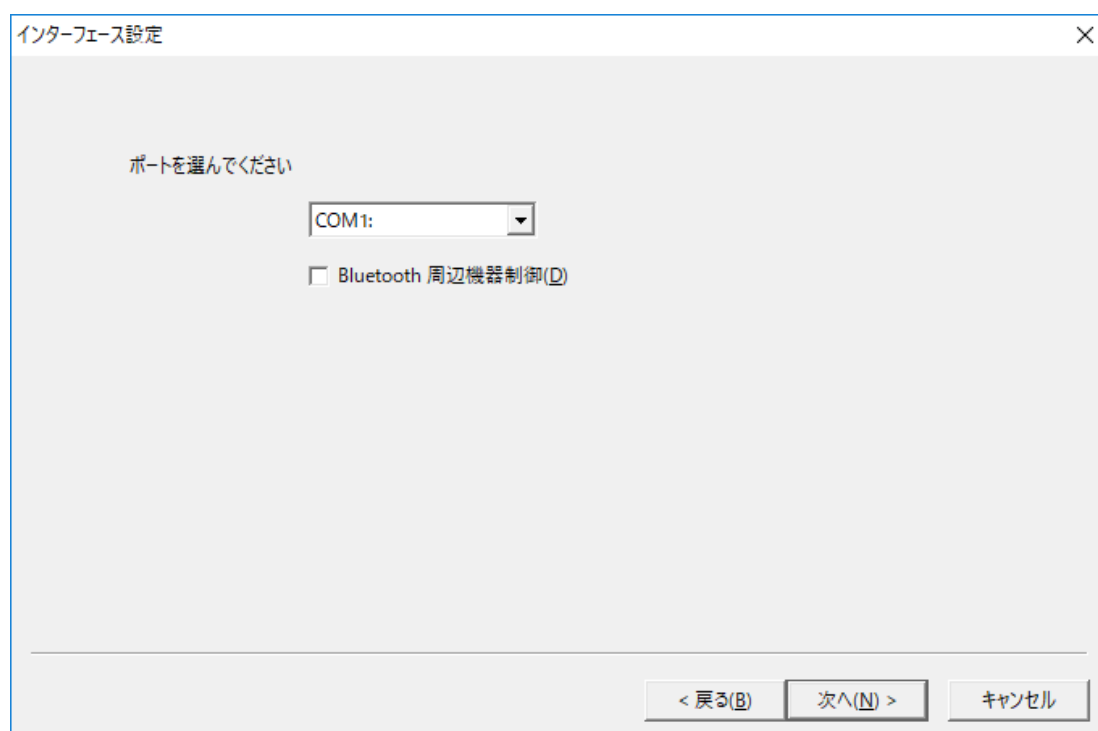 インターフェース設定
ポートを選んでください
COM1:
Bluetooth 周辺機器制御(D)
< 戻る(B)
次へ(N) >
キャンセル